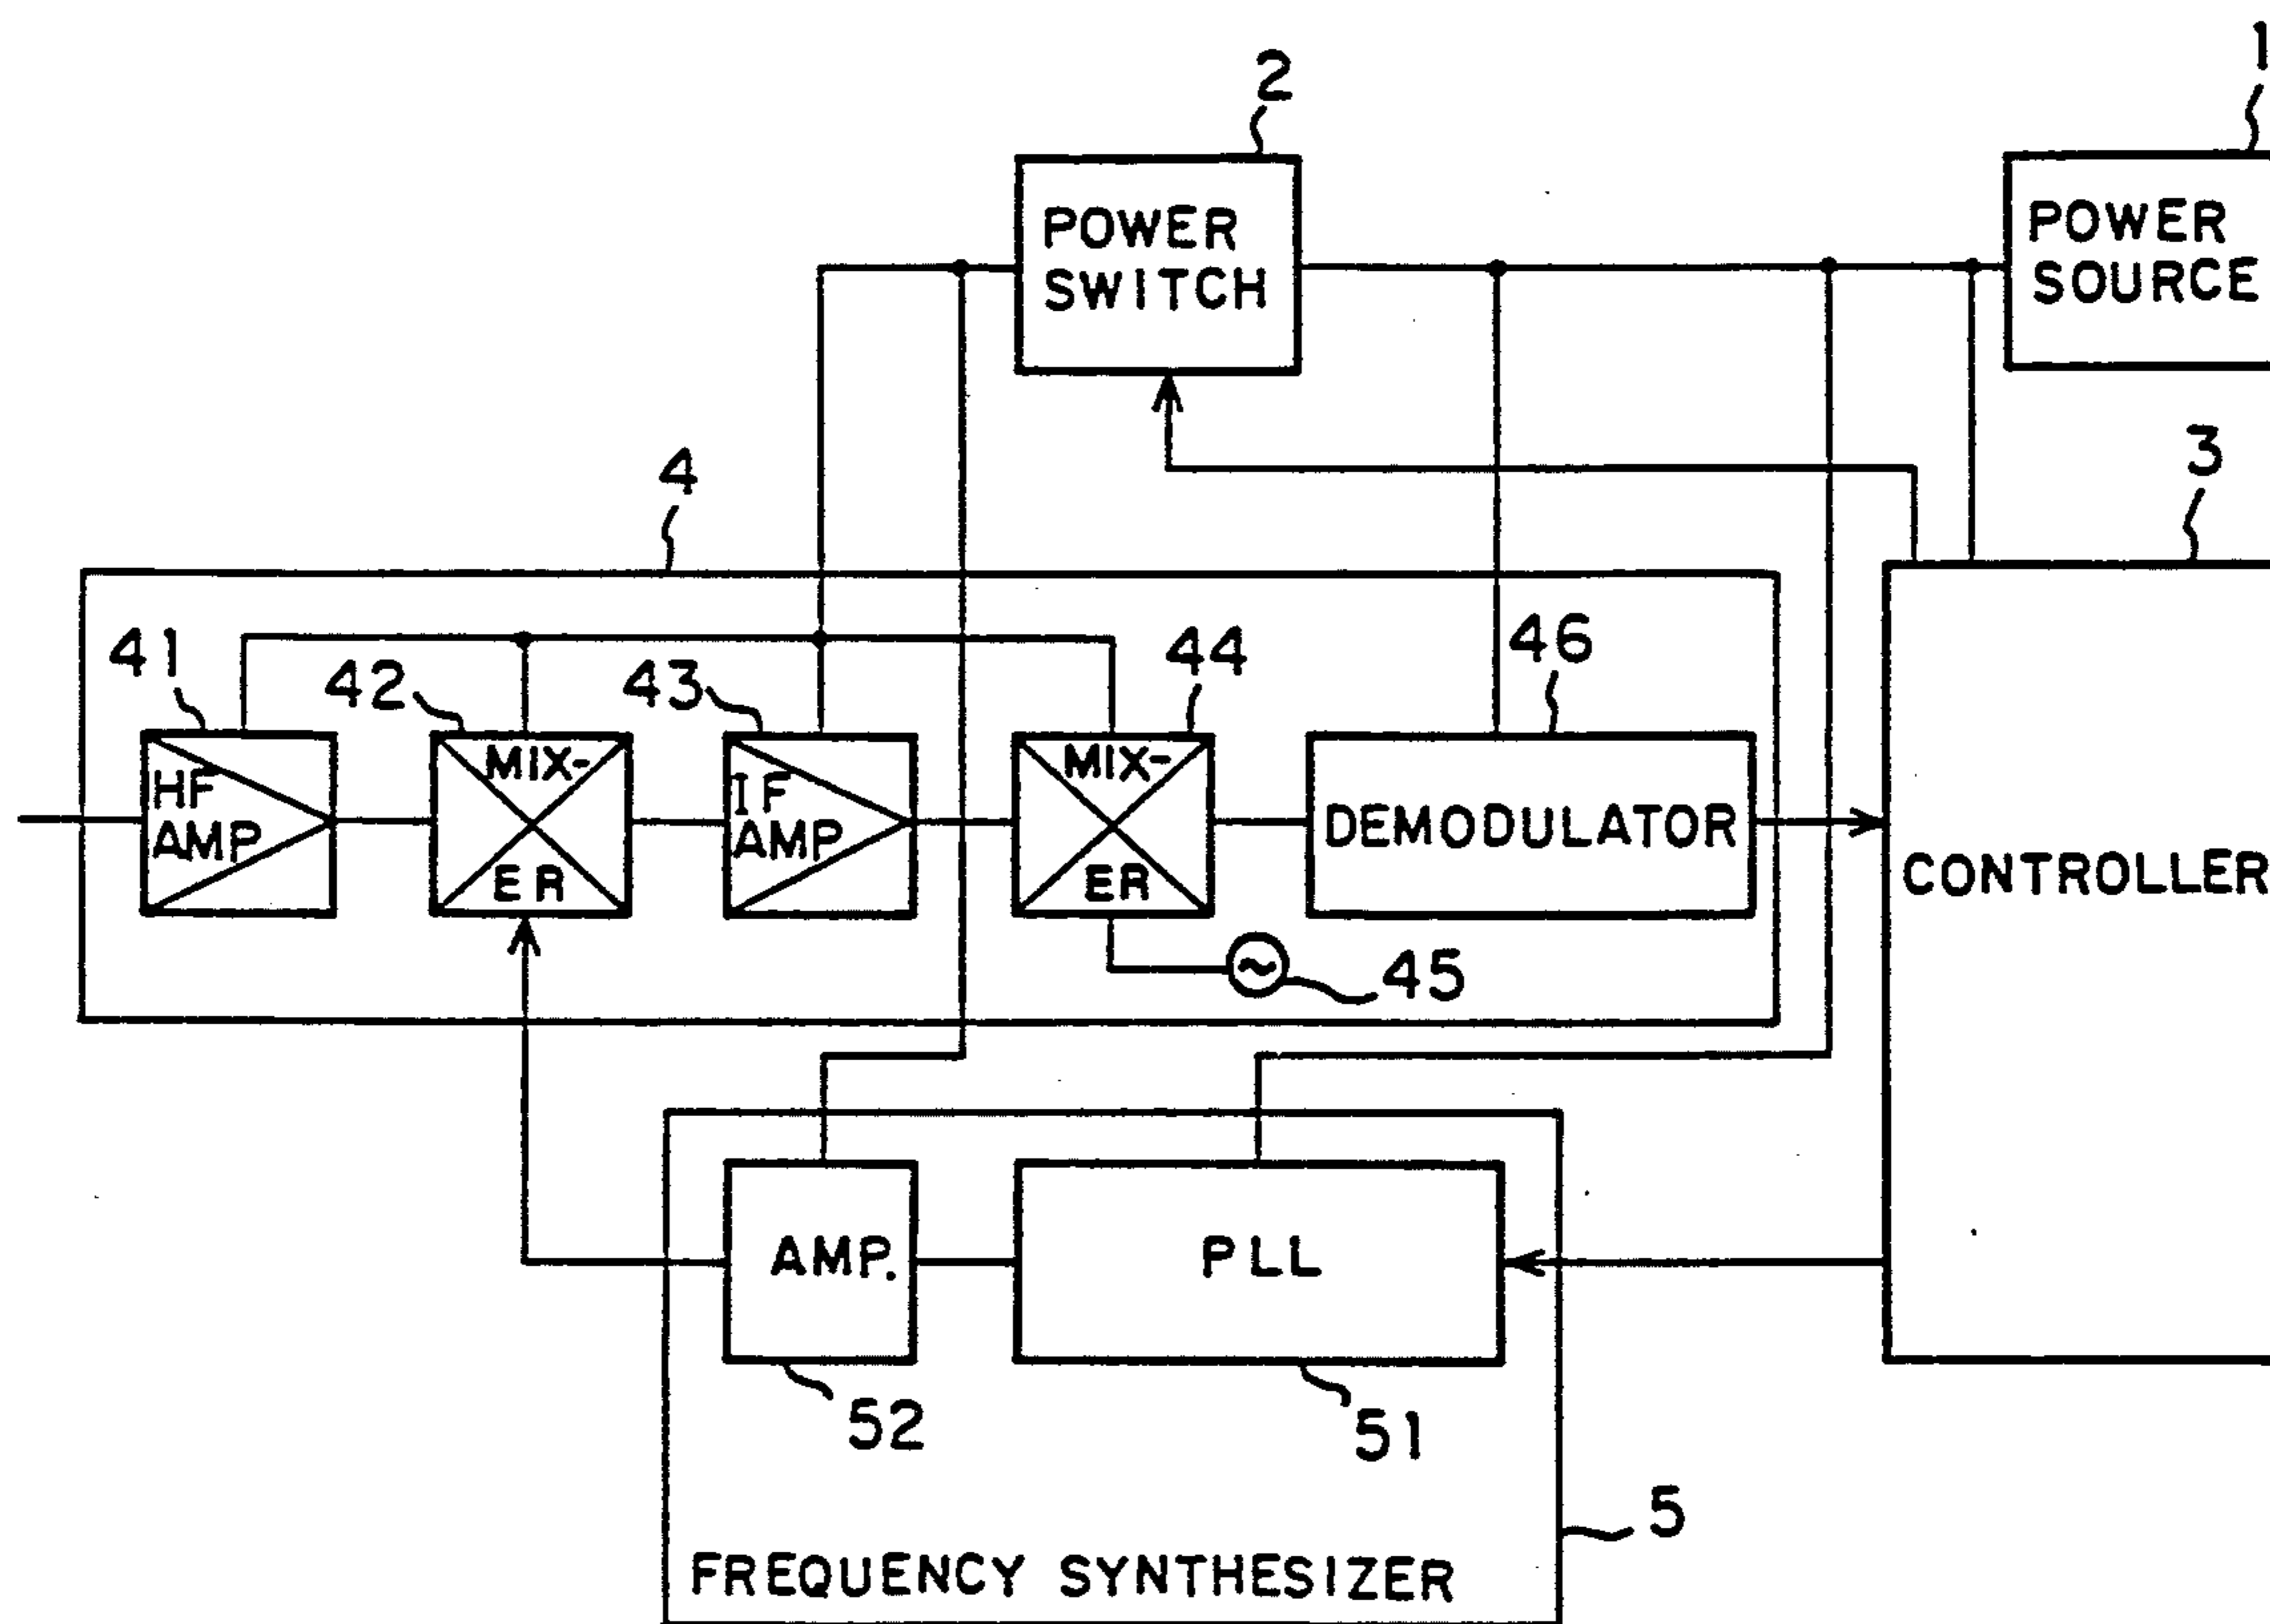 1
2
POWER
SWITCH
POWER
SOURCE
3
4
41
42
43
44
46
HF
AMP
MIX-
ER
IF
AMP
MIX-
ER
DEMODULATOR
CONTROLLER
45
AMP.
PLL
52
51
5
FREQUENCY SYNTHESIZER